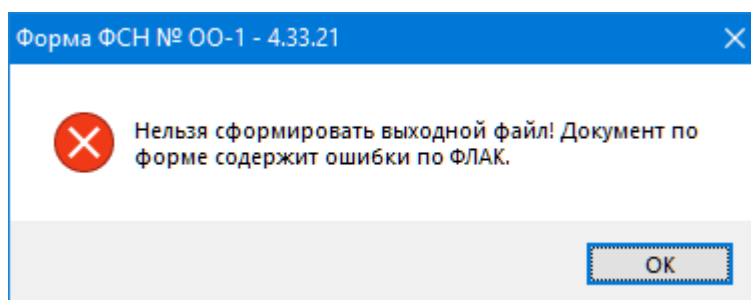 Форма ФСН № ОО-1 - 4.33.21
Нельзя сформировать выходной файл! Документ по
форме содержит ошибки по ФЛАК.
ОК